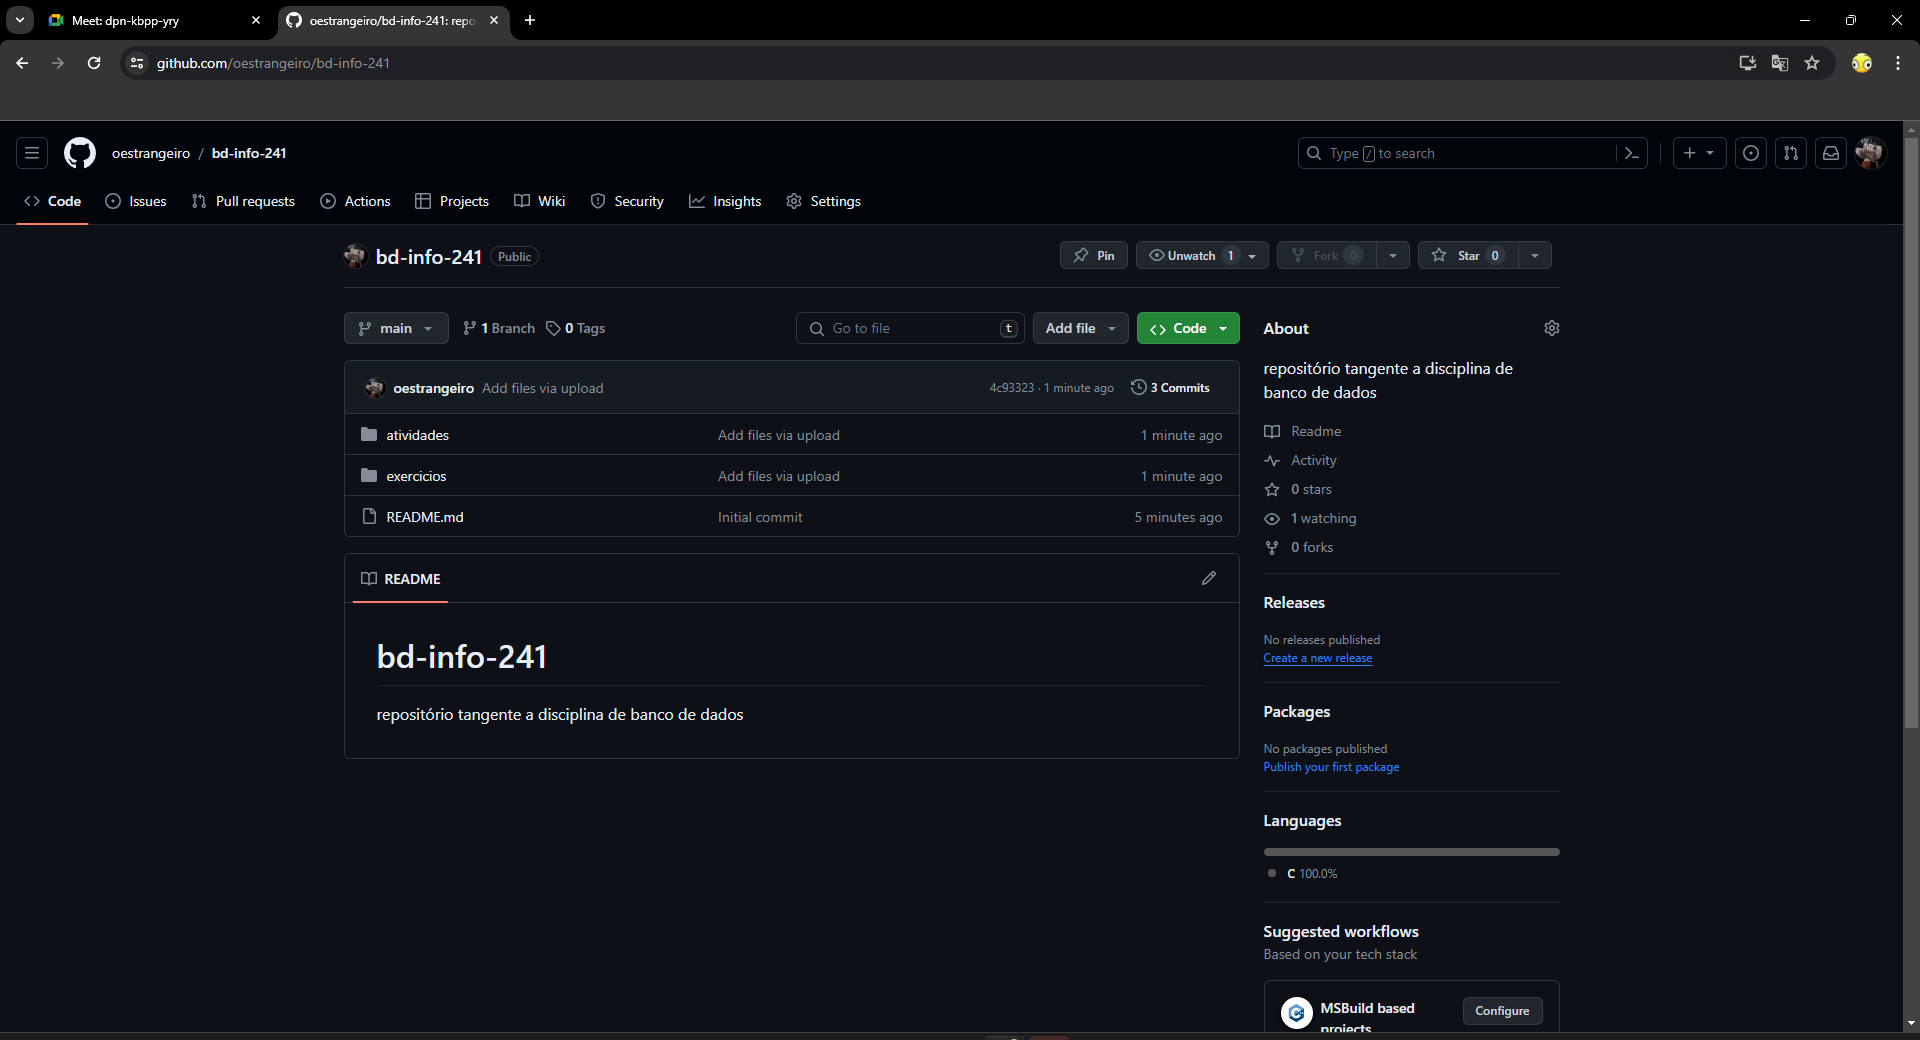 Meet: dpn-kbpp-yry
oestrangeiro/bd-info-241: repo
github.com/oestrangeiro/bd-info-241
oestrangeiro / bd-info-241
Type / to search
Code Issues Pull requests Actions Projects Wiki Security Insights Settings
bd-info-241 Public
Pin Unwatch 1 Fork 0 Star 0
main 1 Branch 0 Tags Go to file t Add file Code
oestrangeiro Add files via upload 4c93323 · 1 minute ago 3 Commits
atividades Add files via upload 1 minute ago
exercicios Add files via upload 1 minute ago
README.md Initial commit 5 minutes ago
README
bd-info-241
repositório tangente a disciplina de banco de dados
About
repositório tangente a disciplina de
banco de dados
Readme
Activity
0 stars
1 watching
0 forks
Releases
No releases published
Create a new release
Packages
No packages published
Publish your first package
Languages
C 100.0%
Suggested workflows
Based on your tech stack
MSBuild based
projects
Configure